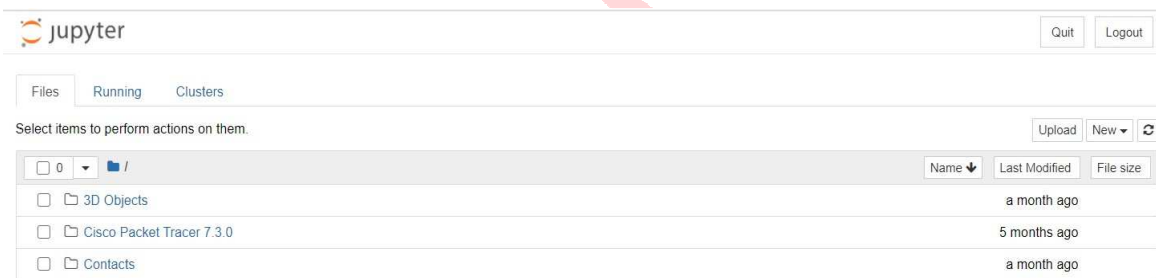 jupyter Quit Logout
Files Running Clusters
Select items to perform actions on them. Upload New
0 / Name Last Modified File size
3D Objects a month ago
Cisco Packet Tracer 7.3.0 5 months ago
Contacts a month ago